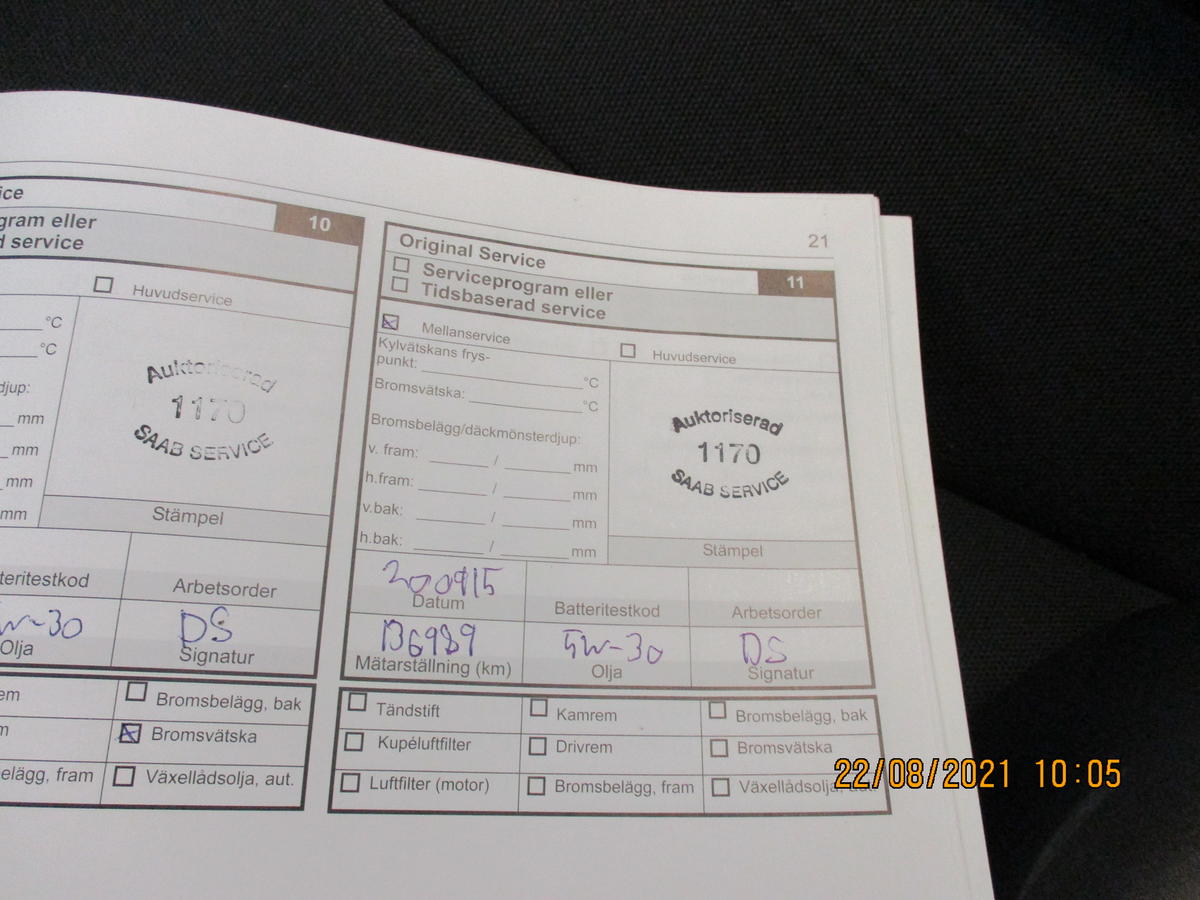 21
ice
10
gram eller
d service
Huvudservice
°C
°C
djup:
mm
mm
mm
mm
Auktoriserad
1170
SAAB SERVICE
Stämpel
teritestkod
Arbetsorder
W-30
DS
Olja
Signatur
em
Bromsbelägg, bak
m
Bromsvätska
elägg, fram
Växellådsolja, aut.
Original Service
11
Serviceprogram eller
Tidsbaserad service
Mellanservice
Huvudservice
Kylvätskans frys-
punkt: °C
Bromsvätska: °C
Bromsbelägg/däckmönsterdjup:
v. fram: / mm
h.fram: / mm
v.bak: / mm
h.bak: / mm
Auktoriserad
1170
SAAB SERVICE
Stämpel
200915
Datum
Batteritestkod
Arbetsorder
136989
5W-30
DS
Mätarställning (km)
Olja
Signatur
Tändstift
Kamrem
Bromsbelägg, bak
Kupéluftfilter
Drivrem
Bromsvätska
Luftfilter (motor)
Bromsbelägg, fram
Växellådsolja, aut.
22/08/2021 10:05